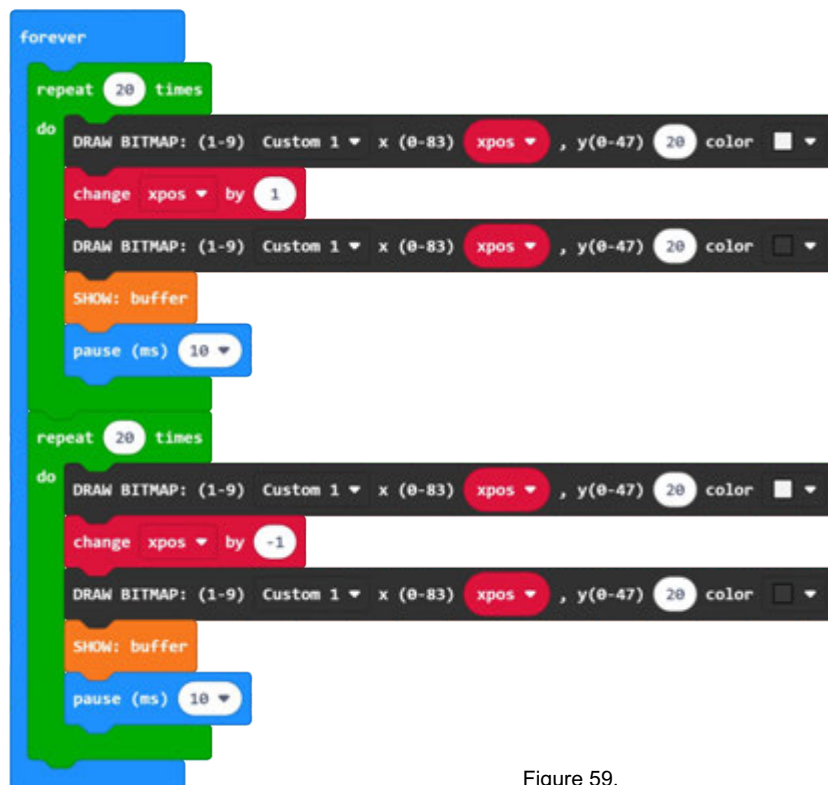 forever
repeat 20 times
do DRAW BITMAP: (1-9) Custom 1 x (0-83) xpos , y(0-47) 20 color
change xpos by 1
DRAW BITMAP: (1-9) Custom 1 x (0-83) xpos , y(0-47) 20 color
SHOW: buffer
pause (ms) 10
repeat 20 times
do DRAW BITMAP: (1-9) Custom 1 x (0-83) xpos , y(0-47) 20 color
change xpos by -1
DRAW BITMAP: (1-9) Custom 1 x (0-83) xpos , y(0-47) 20 color
SHOW: buffer
pause (ms) 10
Figure 59.